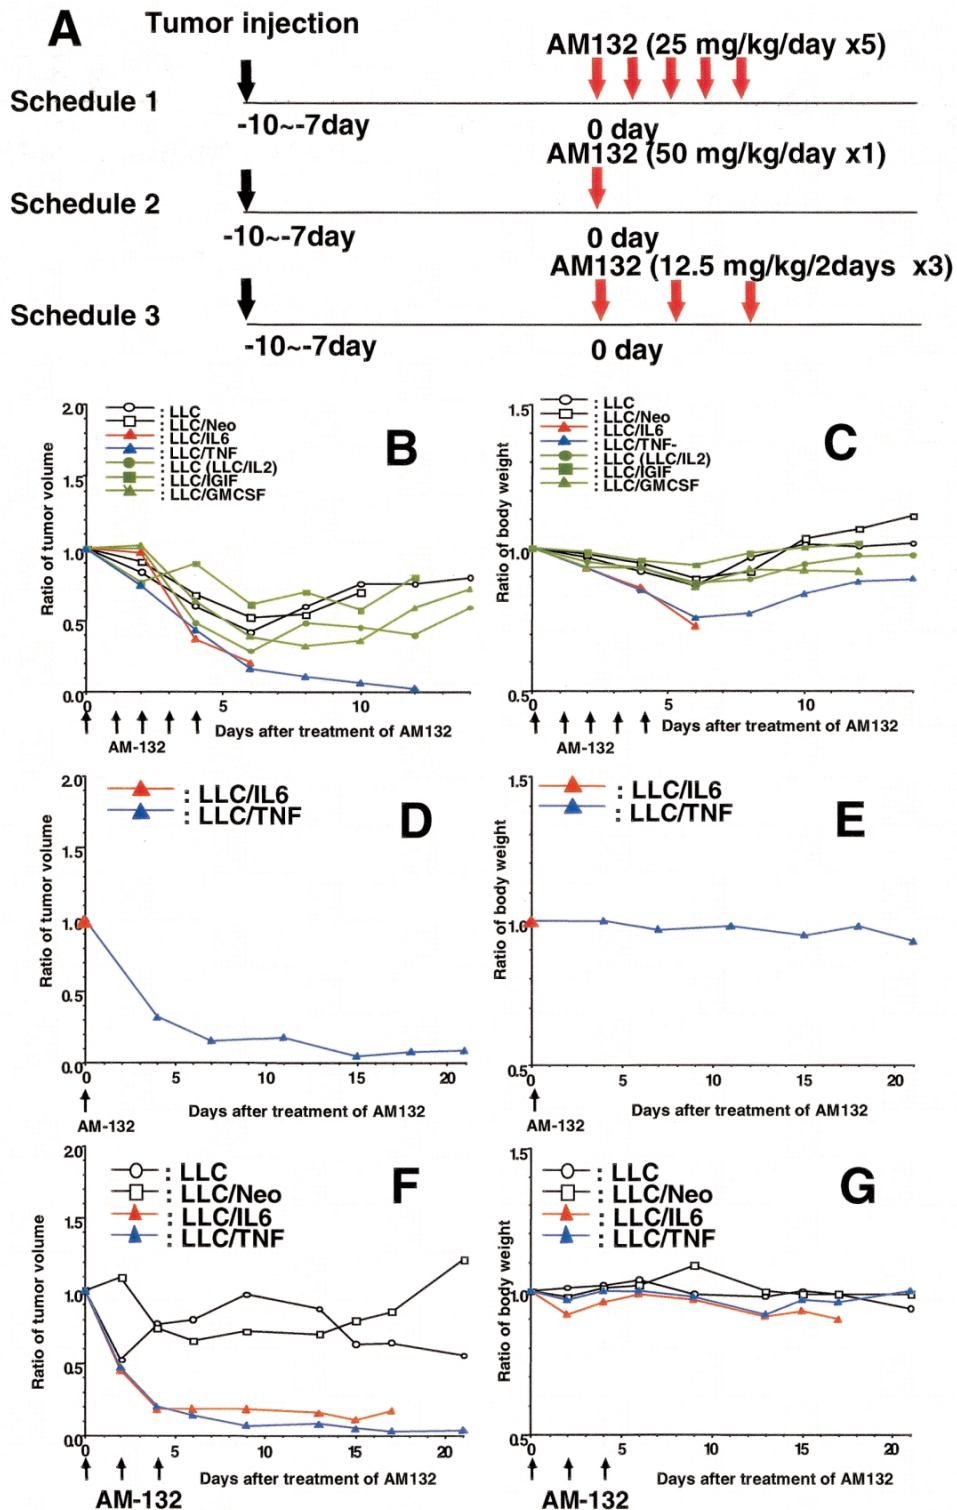 A
Tumor injection
AM132 (25 mg/kg/day x5)
Schedule 1
-10~-7day
0 day
AM132 (50 mg/kg/day x1)
Schedule 2
-10~-7day
0 day
AM132 (12.5 mg/kg/2days x3)
Schedule 3
-10~-7day
0 day
B
Ratio of tumor volume
2.0
1.5
1.0
0.5
0.0
: LLC
: LLC/Neo
: LLC/IL6
: LLC/TNF
: LLC (LLC/IL2)
: LLC/IGIF
: LLC/GMCSF
0 5 10
Days after treatment of AM132
AM-132
C
Ratio of body weight
1.5
1.0
0.5
: LLC
: LLC/Neo
: LLC/IL6
: LLC/TNF-
: LLC (LLC/IL2)
: LLC/IGIF
: LLC/GMCSF
0 5 10
Days after treatment of AM132
AM-132
D
Ratio of tumor volume
2.0
1.5
1.0
0.5
0.0
: LLC/IL6
: LLC/TNF
0 5 10 15 20
Days after treatment of AM132
AM-132
E
Ratio of body weight
1.5
1.0
0.5
: LLC/IL6
: LLC/TNF
0 5 10 15 20
Days after treatment of AM132
AM-132
F
Ratio of tumor volume
2.0
1.5
1.0
0.5
0.0
: LLC
: LLC/Neo
: LLC/IL6
: LLC/TNF
0 5 10 15 20
Days after treatment of AM132
AM-132
G
Ratio of body weight
1.5
1.0
0.5
: LLC
: LLC/Neo
: LLC/IL6
: LLC/TNF
0 5 10 15 20
Days after treatment of AM132
AM-132